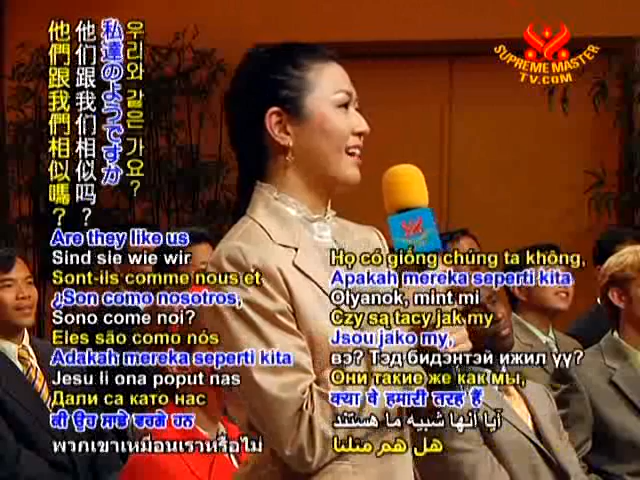 SUPREME MASTER
TV.COM
우리와 같은 가요?
私達のようですか
他们跟我们相似吗?
他們跟我們相似嗎?
Are they like us
Sind sie wie wir
Sont-ils comme nous et
¿Son como nosotros,
Sono come noi?
Eles são como nós
Adakah mereka seperti kita
Jesu li ona poput nas
Дали са като нас
ਕੀ ਉਹ ਸਾਡੇ ਵਰਗੇ ਹਨ
พวกเขาเหมือนเราหรือไม่
Họ có giống chúng ta không,
Apakah mereka seperti kita
Olyanok, mint mi
Czy są tacy jak my
Jsou jako my,
вэ? Тэд бидэнтэй ижил үү?
Они такие же как мы,
क्या वे हमारी तरह हैं
آیا آنها شبیه ما هستند
هل هم مثلنا